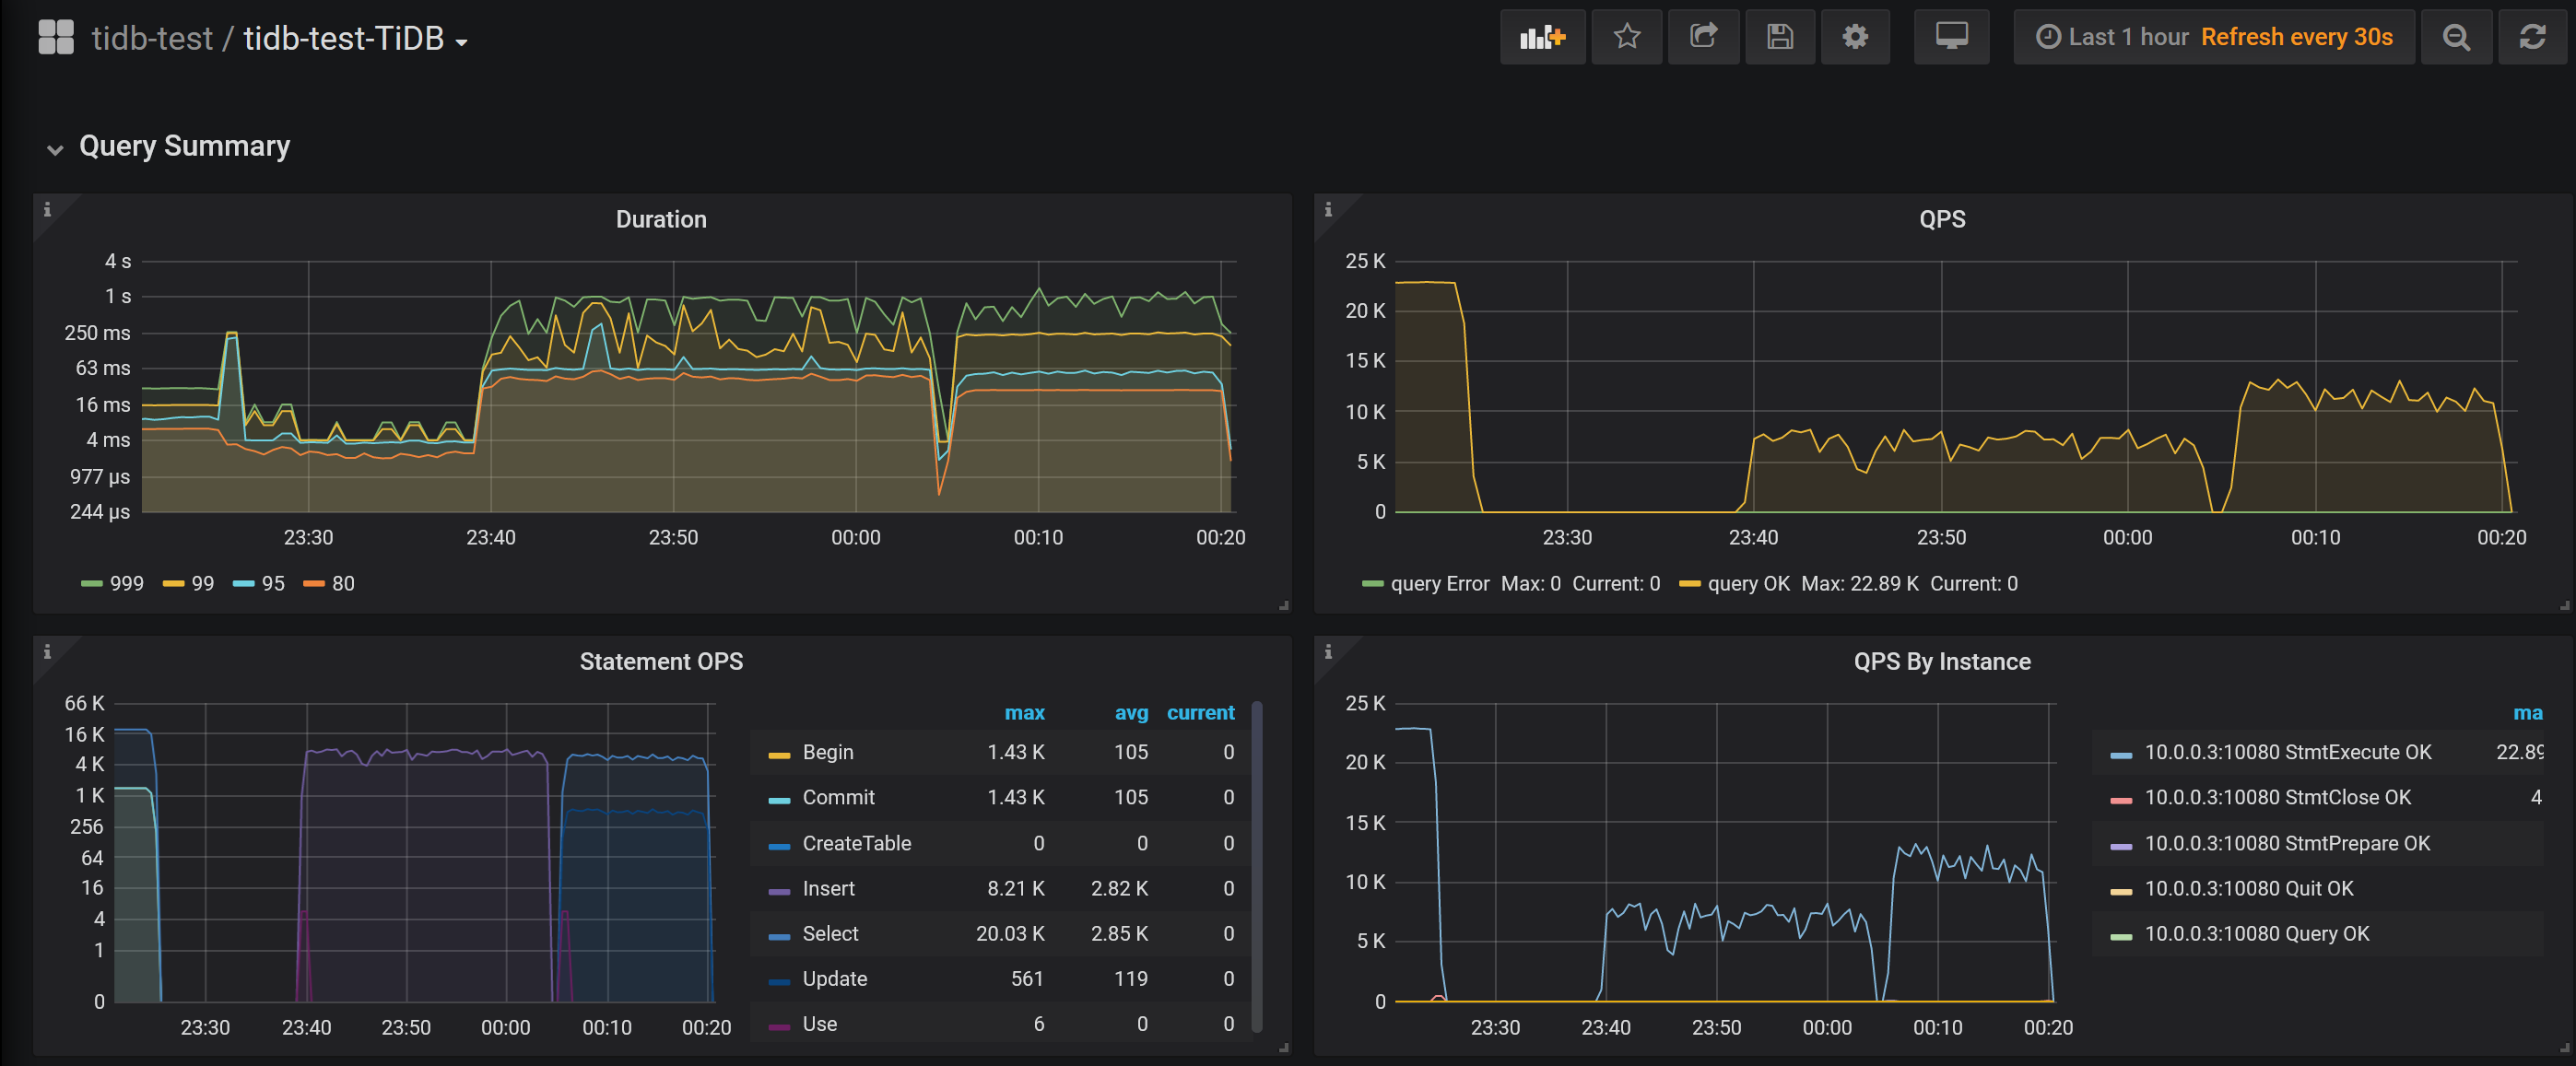 tidb-test / tidb-test-TiDB
Last 1 hour Refresh every 30s
Query Summary
Duration
4 s
1 s
250 ms
63 ms
16 ms
4 ms
977 µs
244 µs
23:30 23:40 23:50 00:00 00:10 00:20
999 99 95 80
QPS
25 K
20 K
15 K
10 K
5 K
0
23:30 23:40 23:50 00:00 00:10 00:20
query Error Max: 0 Current: 0 query OK Max: 22.89 K Current: 0
Statement OPS
66 K
16 K
4 K
1 K
256
64
16
4
1
0
23:30 23:40 23:50 00:00 00:10 00:20
max avg current
Begin 1.43 K 105 0
Commit 1.43 K 105 0
CreateTable 0 0 0
Insert 8.21 K 2.82 K 0
Select 20.03 K 2.85 K 0
Update 561 119 0
Use 6 0 0
QPS By Instance
25 K
20 K
15 K
10 K
5 K
0
23:30 23:40 23:50 00:00 00:10 00:20
ma
10.0.0.3:10080 StmtExecute OK 22.89
10.0.0.3:10080 StmtClose OK 4
10.0.0.3:10080 StmtPrepare OK
10.0.0.3:10080 Quit OK
10.0.0.3:10080 Query OK